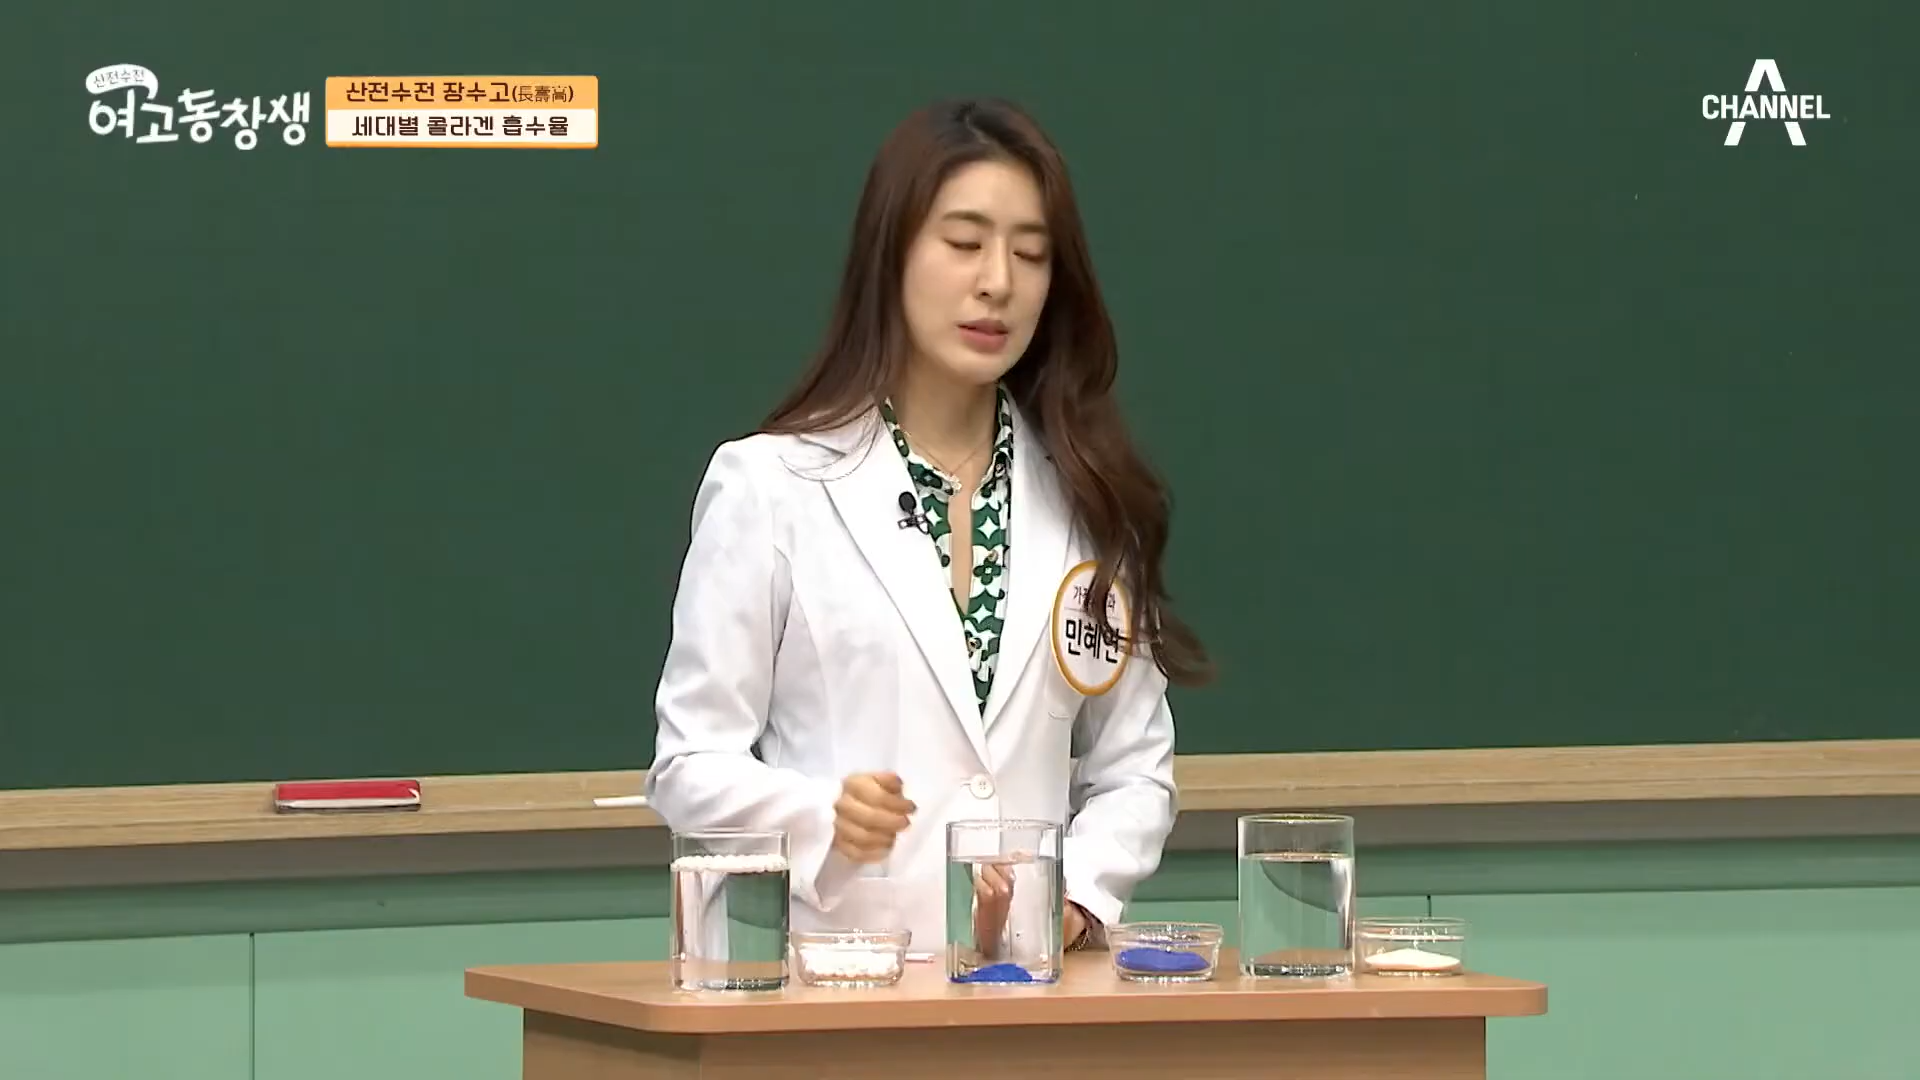 산전수전
여고동창생
산전수전 장수고(長壽高)
세대별 콜라겐 흡수율
CHANNEL A
민혜연